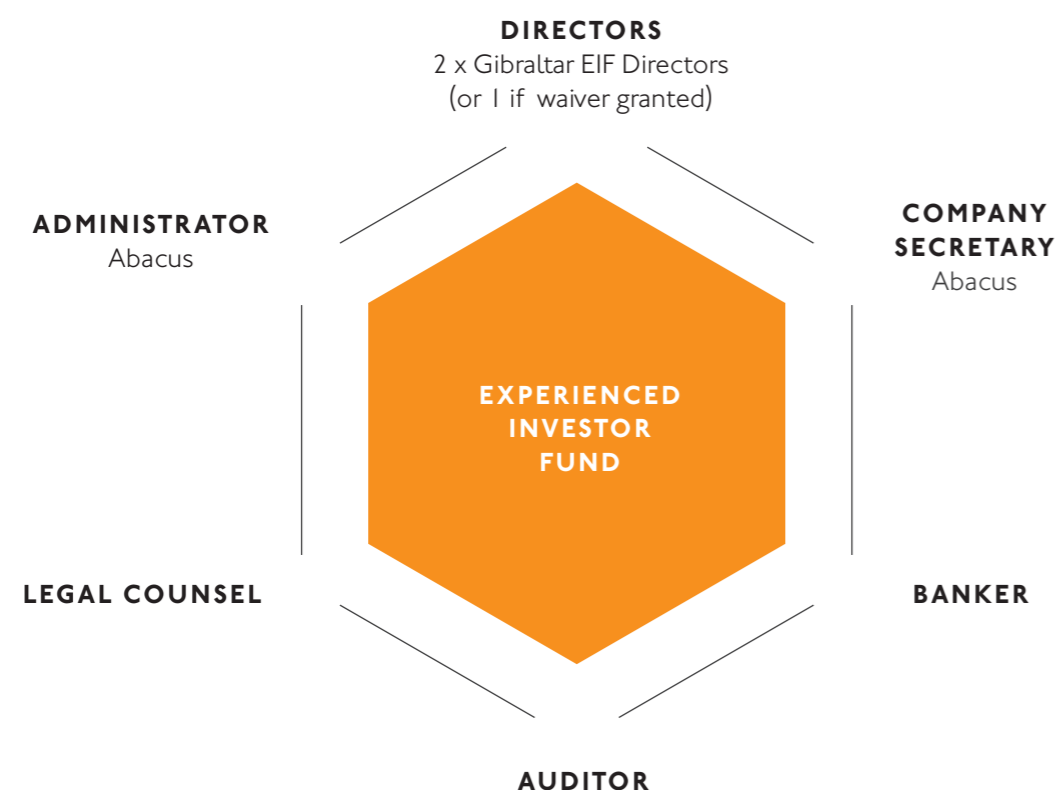 DIRECTORS
2 x Gibraltar EIF Directors
(or 1 if waiver granted)
ADMINISTRATOR
Abacus
COMPANY
SECRETARY
Abacus
EXPERIENCED
INVESTOR
FUND
LEGAL COUNSEL
BANKER
AUDITOR